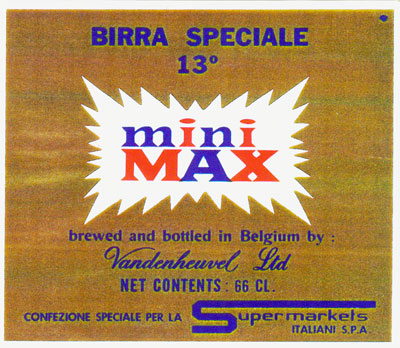 BIRRA SPECIALE
13º
mini
MAX
brewed and bottled in Belgium by :
Vandenheuvel Ltd
NET CONTENTS : 66 CL.
CONFEZIONE SPECIALE PER LA Supermarkets
ITALIANI S.P.A.